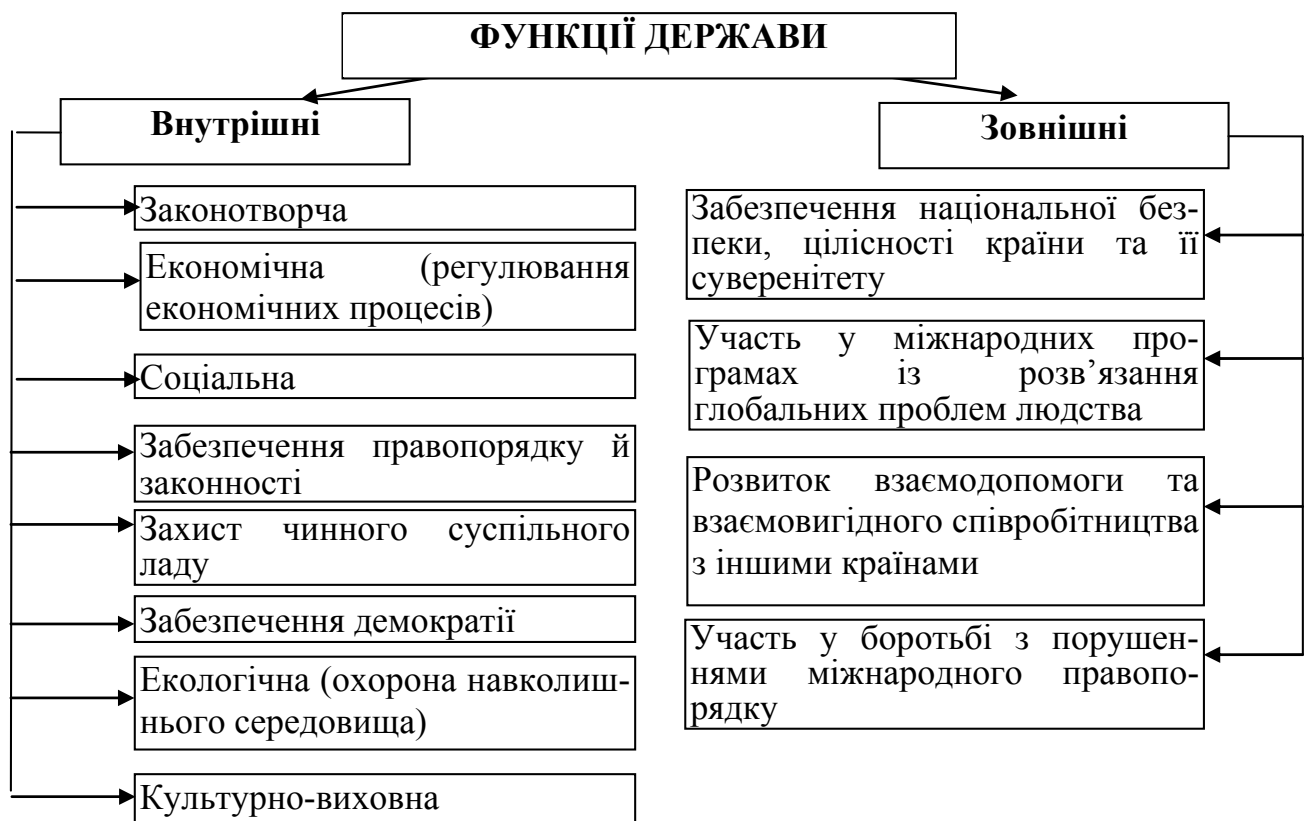 ФУНКЦІЇ ДЕРЖАВИ
Внутрішні
Законотворча
Економічна (регулювання
економічних процесів)
Соціальна
Забезпечення правопорядку й
законності
Захист чинного суспільного
ладу
Забезпечення демократії
Екологічна (охорона навколиш-
нього середовища)
Культурно-виховна
Зовнішні
Забезпечення національної без-
пеки, цілісності країни та її
суверенітету
Участь у міжнародних про-
грамах із розв’язання
глобальних проблем людства
Розвиток взаємодопомоги та
взаємовигідного співробітництва
з іншими країнами
Участь у боротьбі з порушен-
нями міжнародного правопо-
рядку